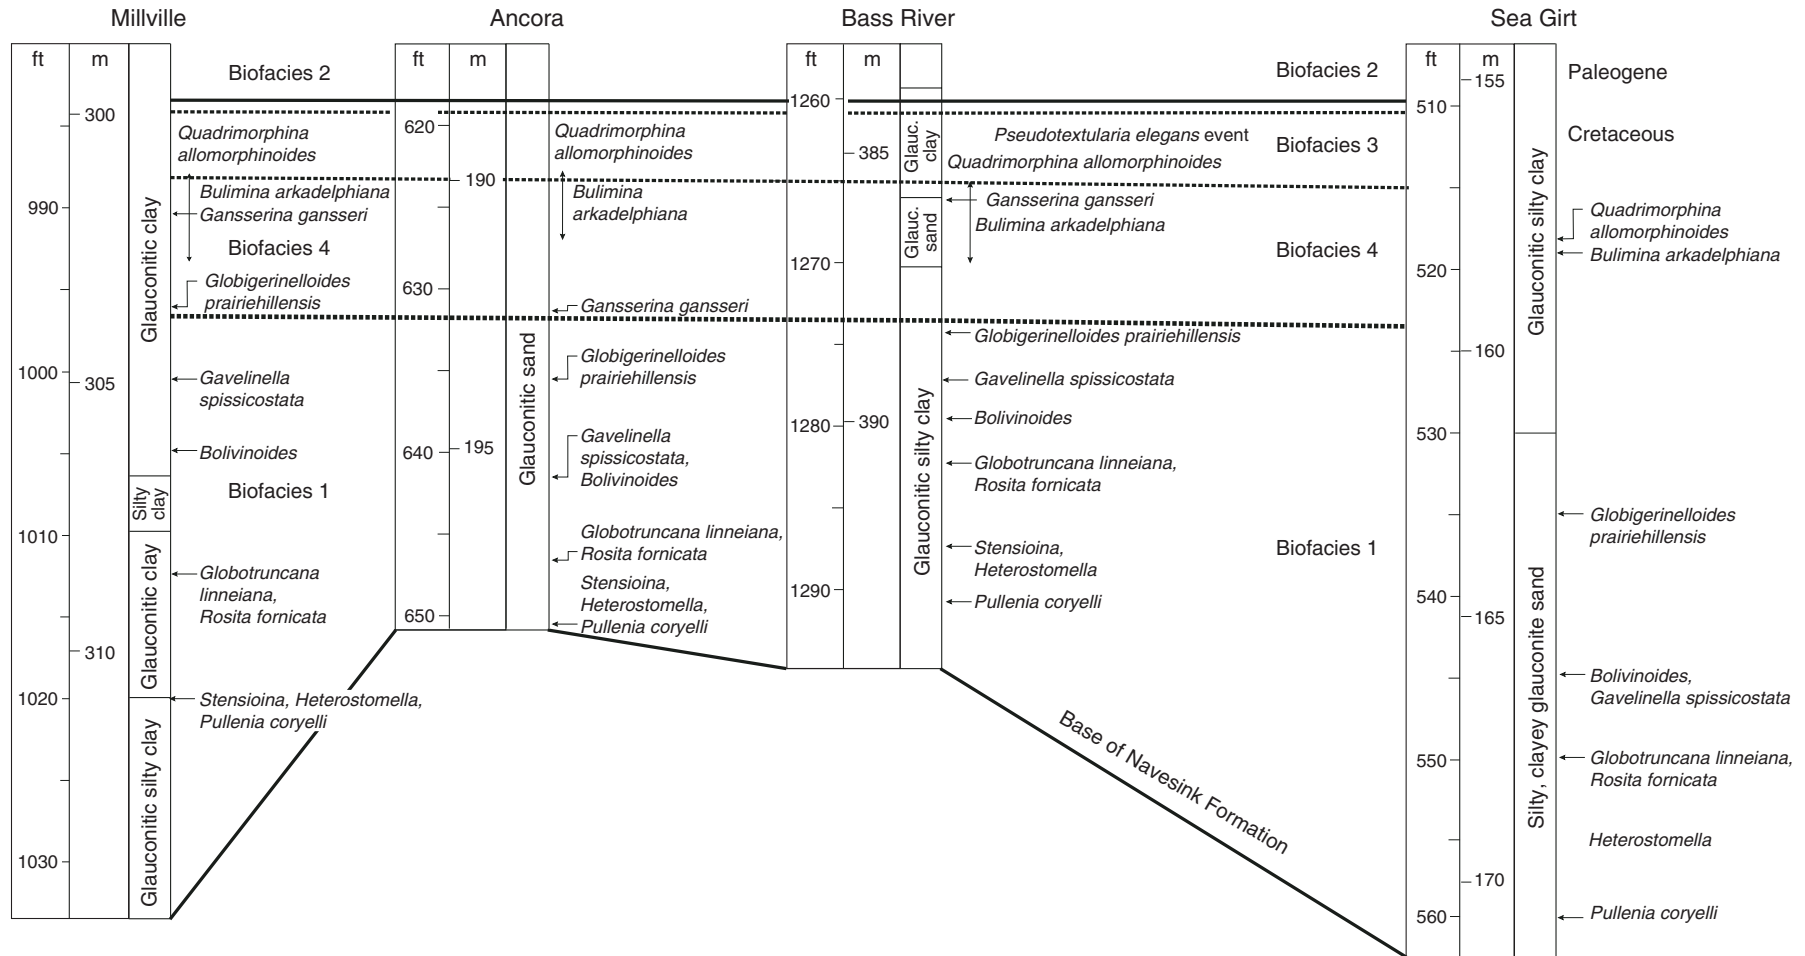 Millville
Ancora
Bass River
Sea Girt
ft
m
300
990
1000
305
1010
310
1020
1030
Glauconitic clay
Silty
clay
Glauconitic clay
Glauconitic silty clay
Biofacies 2
Quadrimorphina
allomorphinoides
Bulimina arkadelphiana
Gansserina gansseri
Biofacies 4
Globigerinelloides
prairiehillensis
Gavelinella
spissicostata
Bolivinoides
Biofacies 1
Globotruncana
linneiana,
Rosita fornicata
Stensioina, Heterostomella,
Pullenia coryelli
ft
m
620
190
630
640
195
650
Glauconitic sand
Quadrimorphina
allomorphinoides
Bulimina
arkadelphiana
Gansserina gansseri
Globigerinelloides
prairiehillensis
Gavelinella
spissicostata,
Bolivinoides
Globotruncana linneiana,
Rosita fornicata
Stensioina,
Heterostomella,
Pullenia coryelli
ft
m
1260
385
1270
1280
390
1290
Glauc.
clay
Glauc.
sand
Glauconitic silty clay
Biofacies 2
Pseudotextularia elegans event
Biofacies 3
Quadrimorphina allomorphinoides
Gansserina gansseri
Bulimina arkadelphiana
Biofacies 4
Globigerinelloides prairiehillensis
Gavelinella spissicostata
Bolivinoides
Globotruncana linneiana,
Rosita fornicata
Stensioina,
Heterostomella
Biofacies 1
Pullenia coryelli
Base of Navesink Formation
ft
m
155
510
520
160
530
540
165
550
170
560
Glauconitic silty clay
Silty, clayey glauconite sand
Paleogene
Cretaceous
Quadrimorphina
allomorphinoides
Bulimina arkadelphiana
Globigerinelloides
prairiehillensis
Bolivinoides,
Gavelinella spissicostata
Globotruncana linneiana,
Rosita fornicata
Heterostomella
Pullenia coryelli